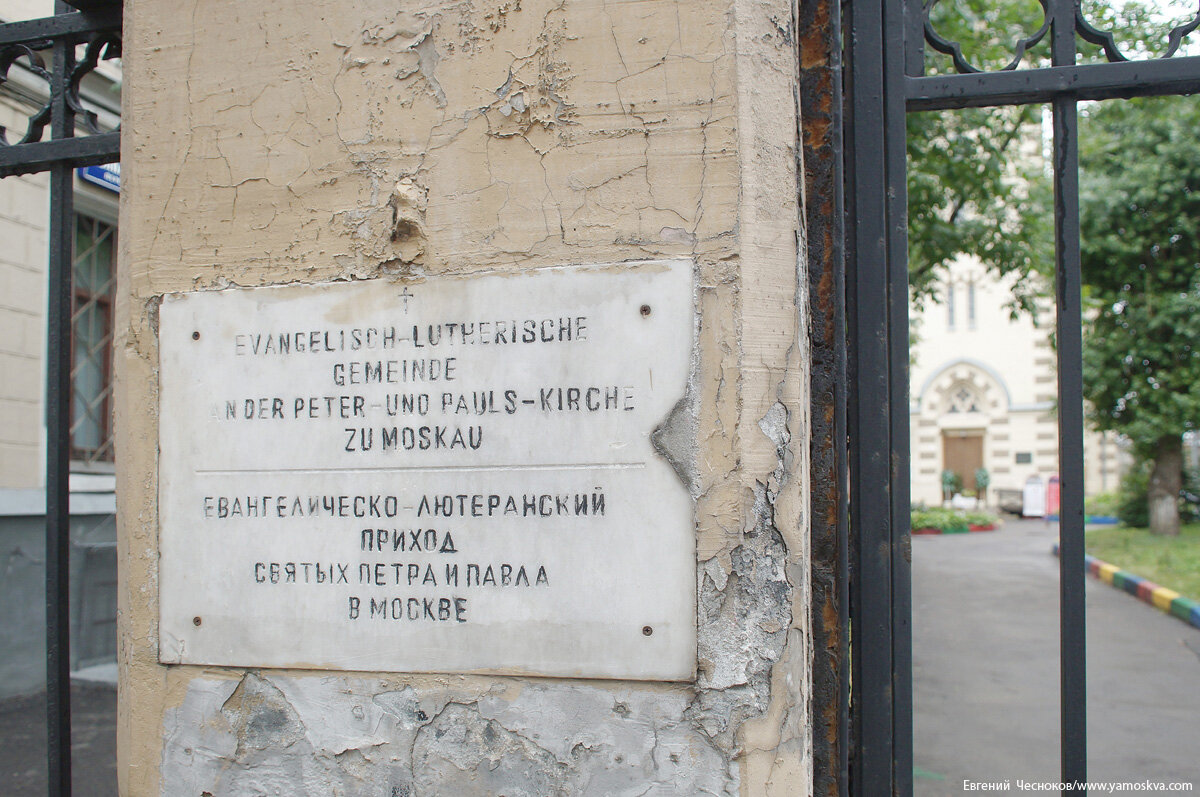 EVANGELISCH-LUTHERISCHE
GEMEINDE
AN DER PETER-UND PAULS-KIRCHE
ZU MOSKAU
ЕВАНГЕЛИЧЕСКО-ЛЮТЕРАНСКИЙ
ПРИХОД
СВЯТЫХ ПЕТРА И ПАВЛА
В МОСКВЕ
Евгений Чесноков/www.yamoskva.com